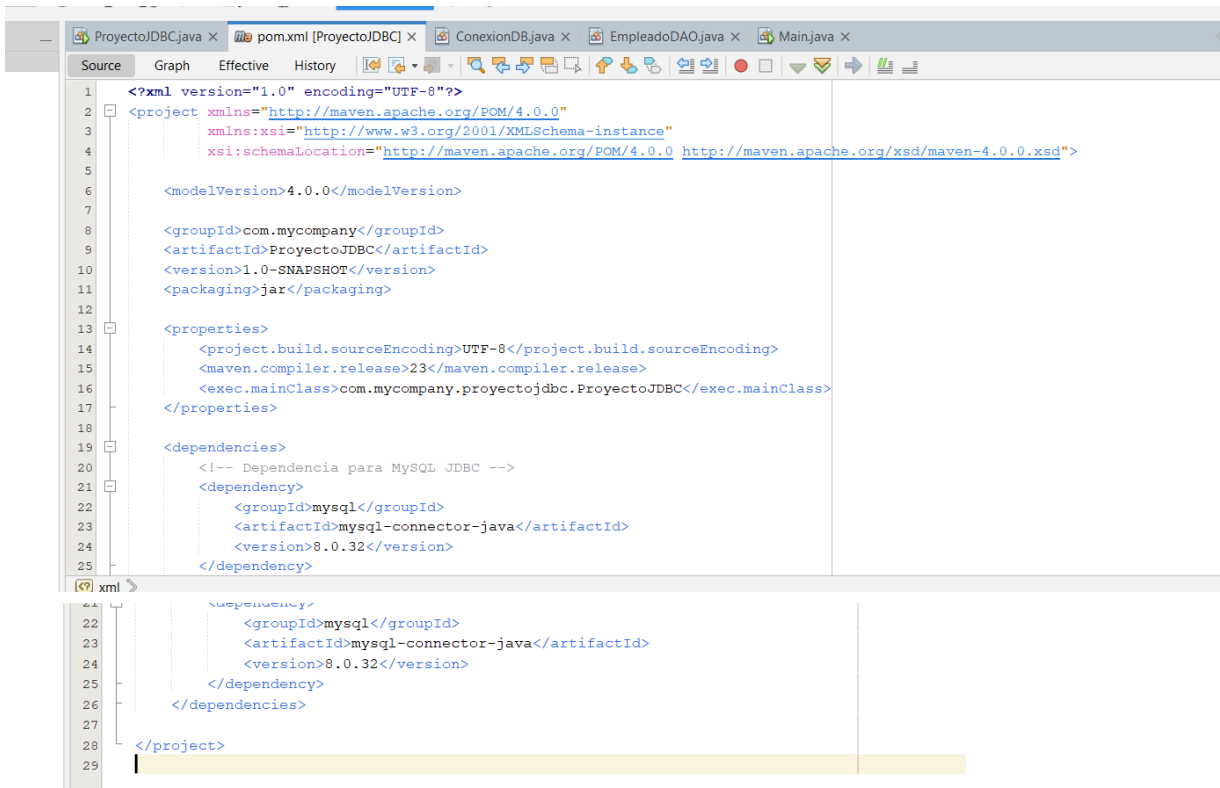 ProyectoJDBC.java × pom.xml [ProyectoJDBC] × ConexionDB.java × EmpleadoDAO.java × Main.java ×
Source Graph Effective History
1 <?xml version="1.0" encoding="UTF-8"?>
2 <project xmlns="http://maven.apache.org/POM/4.0.0"
3 xmlns:xsi="http://www.w3.org/2001/XMLSchema-instance"
4 xsi:schemaLocation="http://maven.apache.org/POM/4.0.0 http://maven.apache.org/xsd/maven-4.0.0.xsd">
5
6 <modelVersion>4.0.0</modelVersion>
7
8 <groupId>com.mycompany</groupId>
9 <artifactId>ProyectoJDBC</artifactId>
10 <version>1.0-SNAPSHOT</version>
11 <packaging>jar</packaging>
12
13 <properties>
14 <project.build.sourceEncoding>UTF-8</project.build.sourceEncoding>
15 <maven.compiler.release>23</maven.compiler.release>
16 <exec.mainClass>com.mycompany.proyectojdbc.ProyectoJDBC</exec.mainClass>
17 </properties>
18
19 <dependencies>
20 <!-- Dependencia para MySQL JDBC -->
21 <dependency>
22 <groupId>mysql</groupId>
23 <artifactId>mysql-connector-java</artifactId>
24 <version>8.0.32</version>
25 </dependency>
xml
21 <dependency>
22 <groupId>mysql</groupId>
23 <artifactId>mysql-connector-java</artifactId>
24 <version>8.0.32</version>
25 </dependency>
26 </dependencies>
27
28 </project>
29